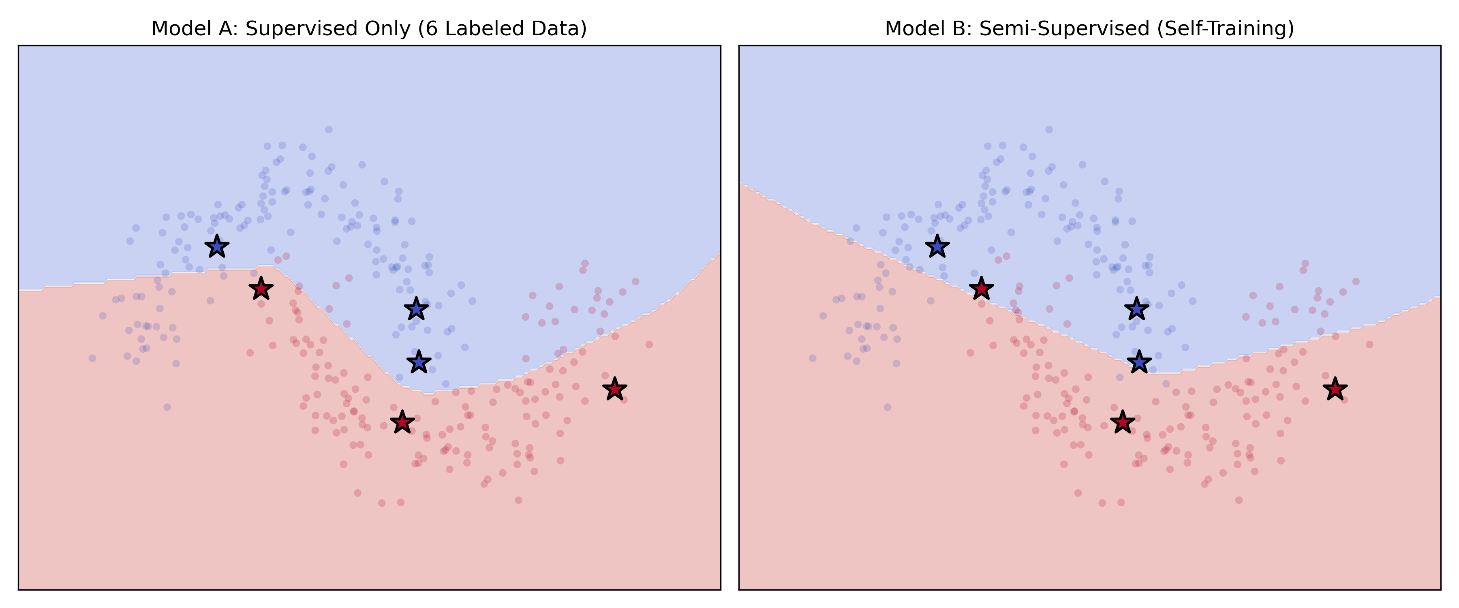 Model A: Supervised Only (6 Labeled Data)
Model B: Semi-Supervised (Self-Training)